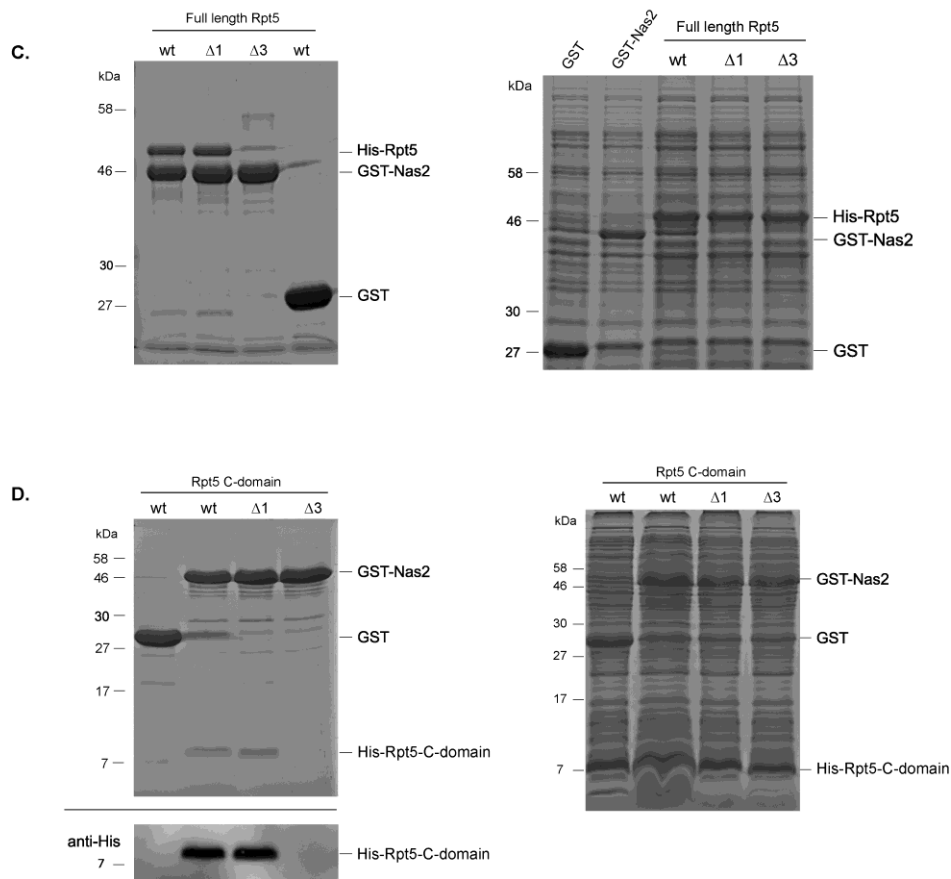 C.
Full length Rpt5
wt Δ1 Δ3 wt
kDa
58
46
30
27
His-Rpt5
GST-Nas2
GST
GST
GST-Nas2
Full length Rpt5
wt Δ1 Δ3
kDa
58
46
30
27
His-Rpt5
GST-Nas2
GST
D.
Rpt5 C-domain
wt wt Δ1 Δ3
kDa
58
46
30
27
17
7
GST-Nas2
GST
His-Rpt5-C-domain
anti-His
7
His-Rpt5-C-domain
Rpt5 C-domain
wt wt Δ1 Δ3
kDa
58
46
30
27
17
7
GST-Nas2
GST
His-Rpt5-C-domain